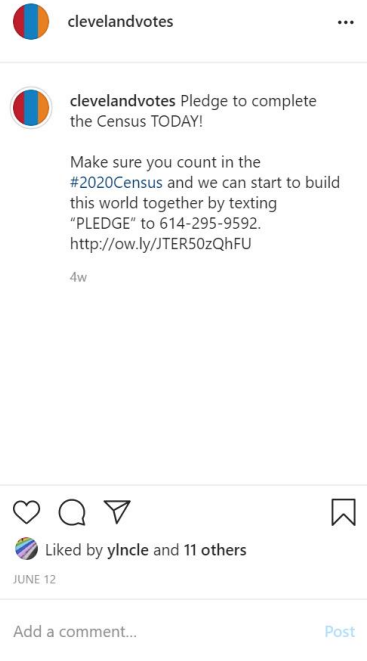 clevelandvotes
clevelandvotes Pledge to complete
the Census TODAY!
Make sure you count in the
#2020Census and we can start to build
this world together by texting
"PLEDGE" to 614-295-9592.
http://ow.ly/JTER50zQhFU
4w
Liked by ylncle and 11 others
JUNE 12
Add a comment...
Post